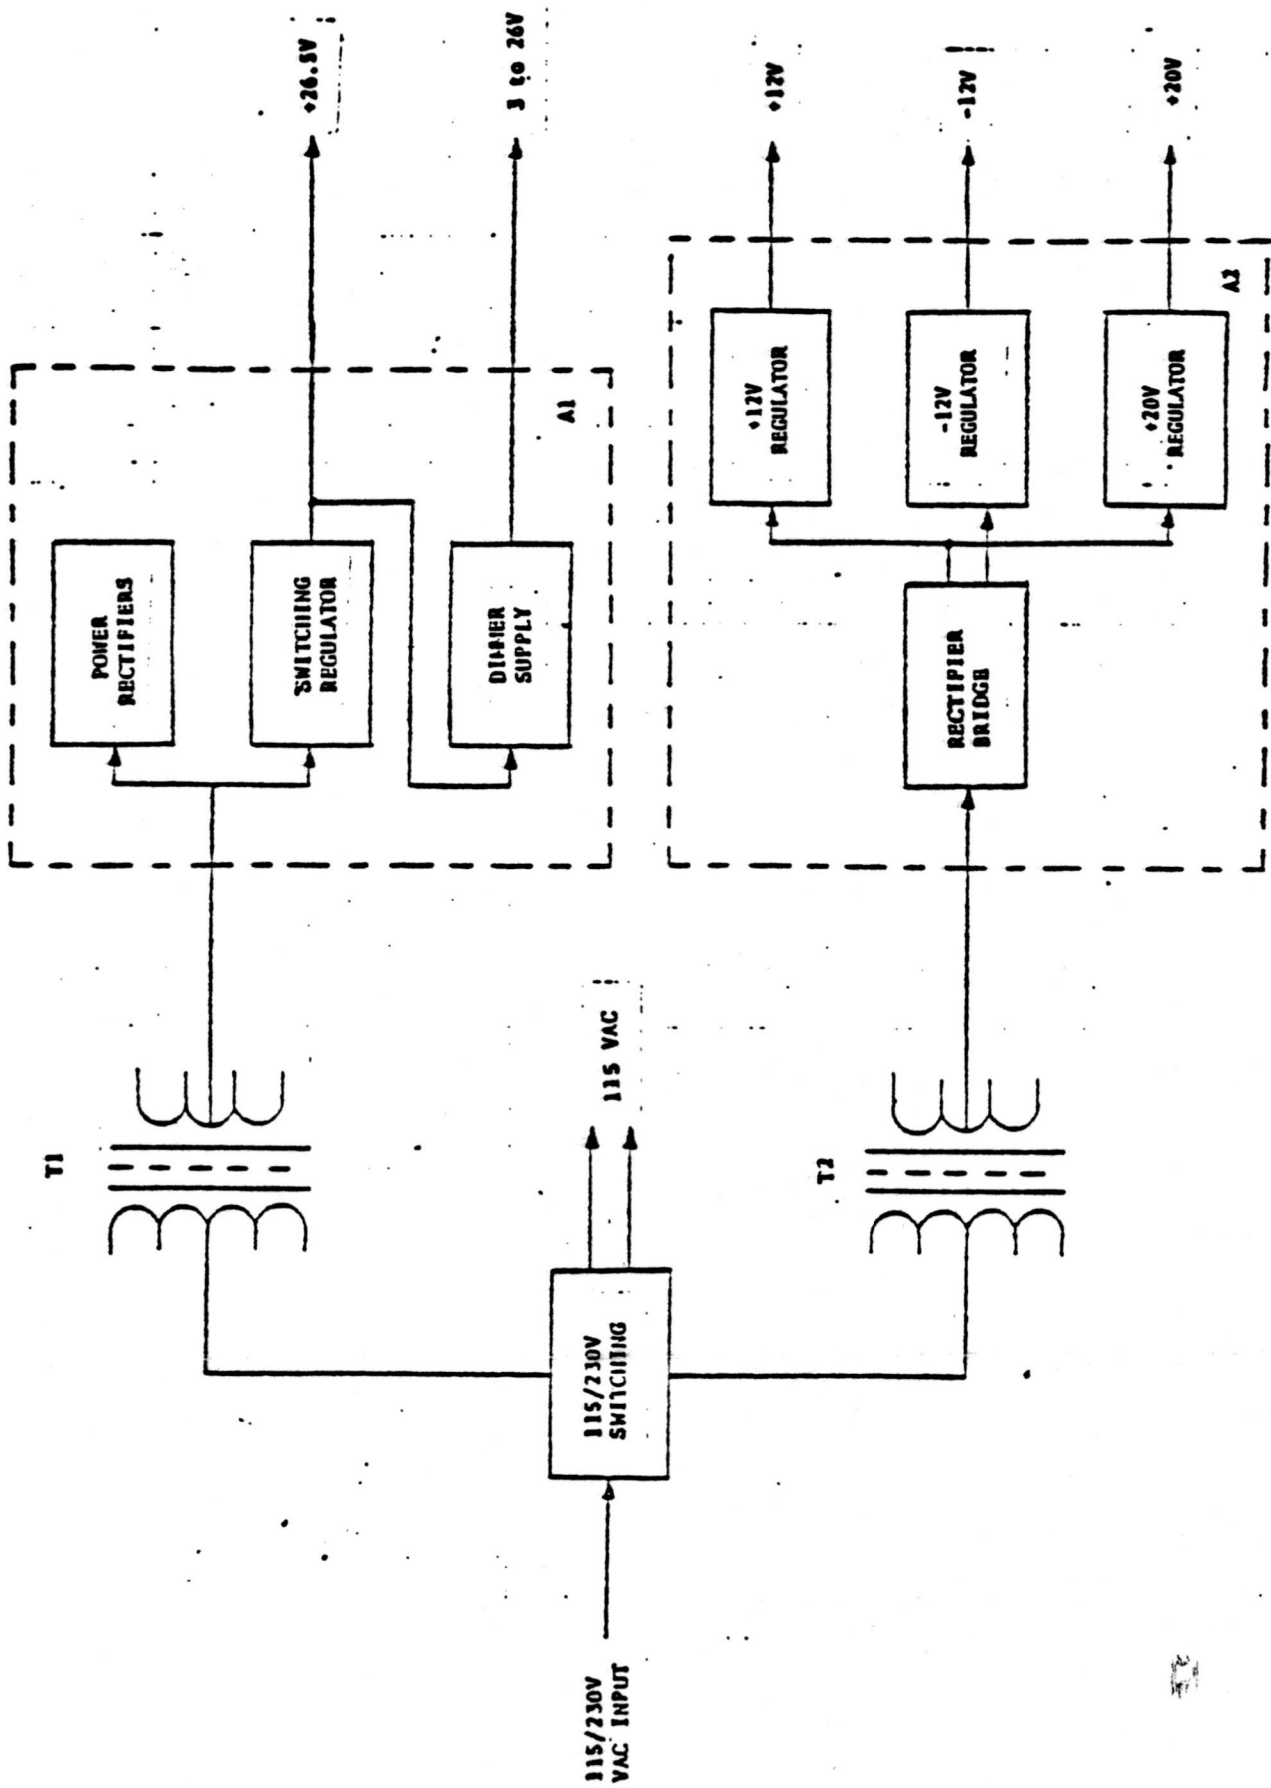 T1
POWER
RECTIFIERS
SWITCHING
REGULATOR
+26.5V
DIMMER
SUPPLY
3 to 26V
A1
115/230V
VAC INPUT
115/230V
SWITCHING
115 VAC
T2
RECTIFIER
BRIDGE
+12V
REGULATOR
+12V
-12V
REGULATOR
-12V
+20V
REGULATOR
+20V
A2